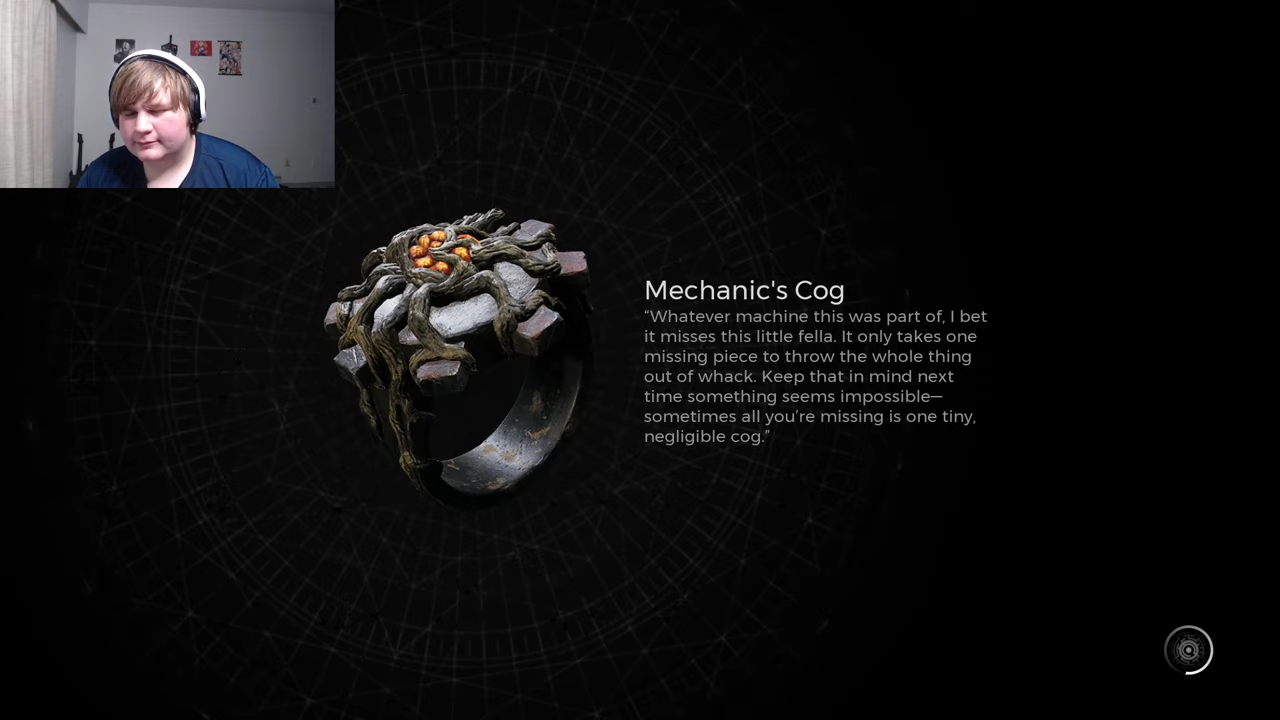 Mechanic's Cog
“Whatever machine this was part of, I bet
it misses this little fella. It only takes one
missing piece to throw the whole thing
out of whack. Keep that in mind next
time something seems impossible—
sometimes all you’re missing is one tiny,
negligible cog.”